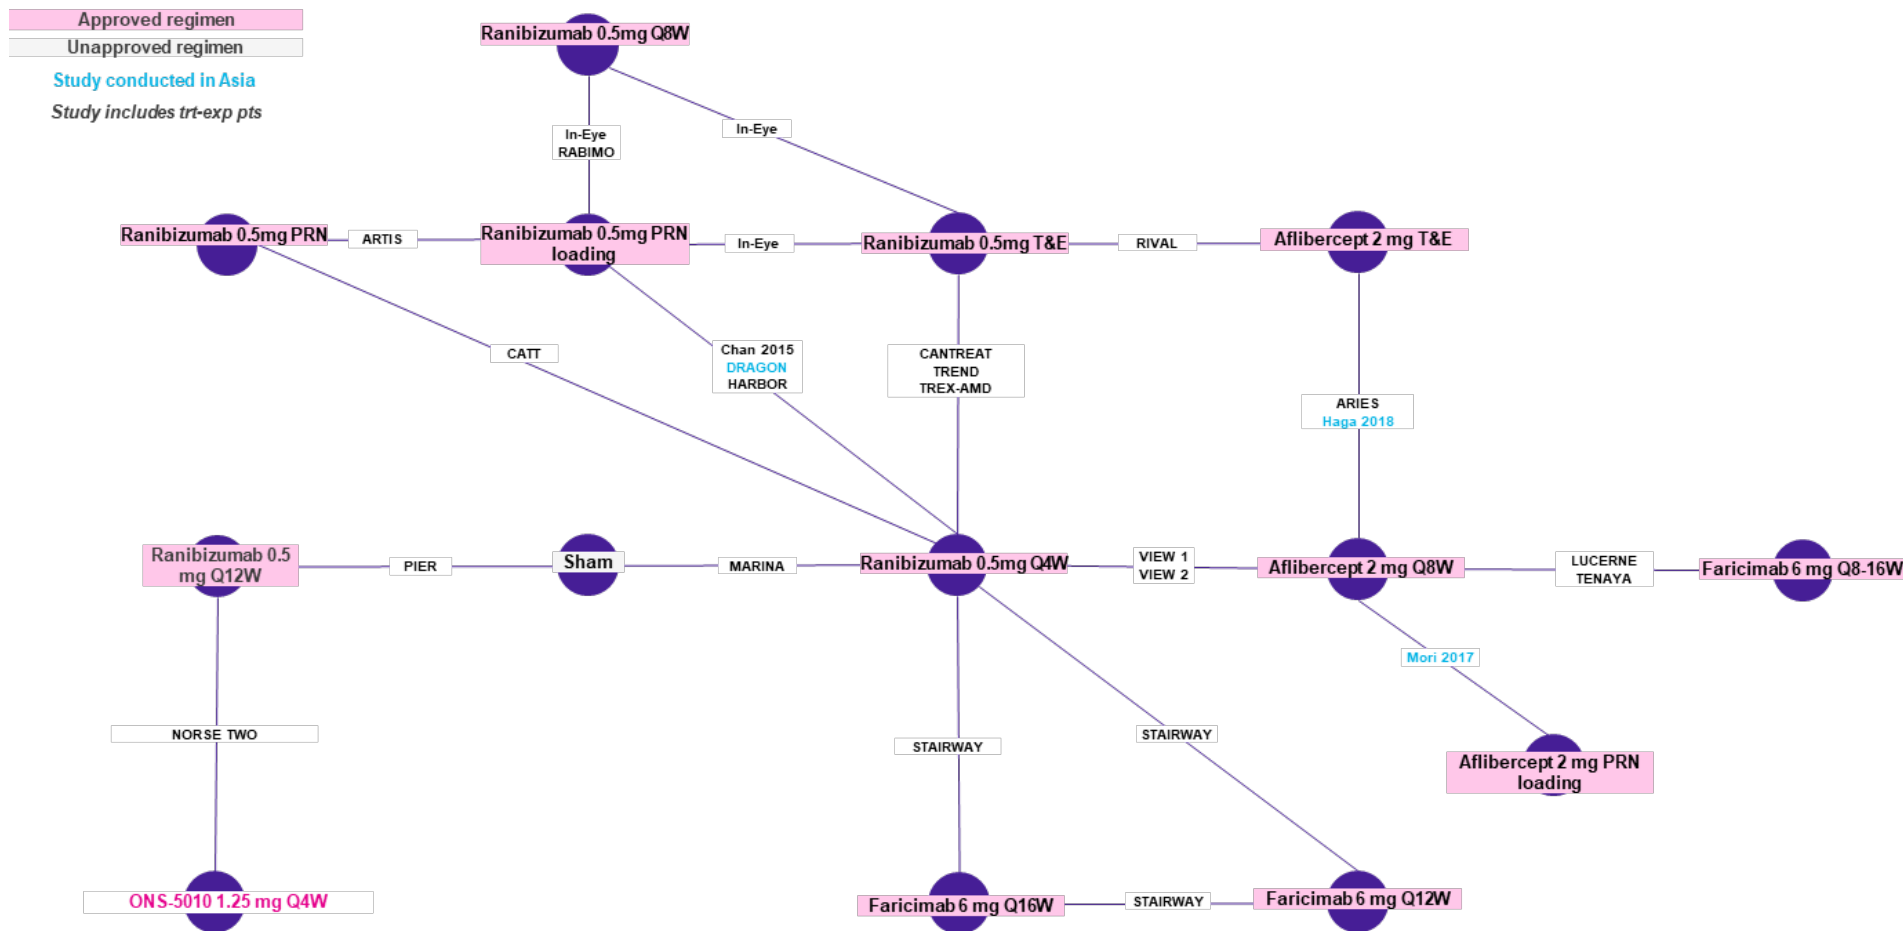 Approved regimen
Unapproved regimen
Study conducted in Asia
Study includes trt-exp pts
Ranibizumab 0.5mg Q8W
In-Eye
In-Eye
RABIMO
Ranibizumab 0.5mg PRN
ARTIS
Ranibizumab 0.5mg PRN
loading
In-Eye
Ranibizumab 0.5mg T&E
RIVAL
Aflibercept 2 mg T&E
CATT
Chan 2015
DRAGON
HARBOR
CANTREAT
TREND
TREX-AMD
ARIES
Haga 2018
Ranibizumab 0.5
mg Q12W
PIER
Sham
MARINA
Ranibizumab 0.5mg Q4W
VIEW 1
VIEW 2
Aflibercept 2 mg Q8W
LUCERNE
TENAYA
Faricimab 6 mg Q8-16W
Mori 2017
NORSE TWO
STAIRWAY
STAIRWAY
Aflibercept 2 mg PRN
loading
ONS-5010 1.25 mg Q4W
Faricimab 6 mg Q16W
STAIRWAY
Faricimab 6 mg Q12W